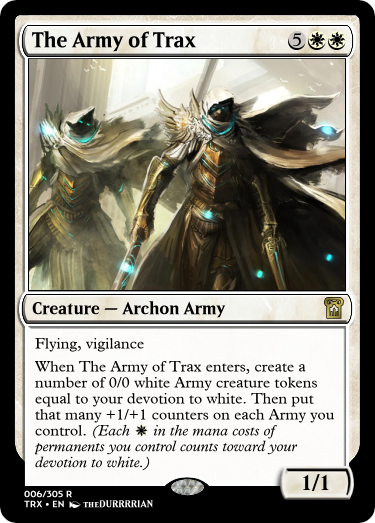 The Army of Trax 5
Creature — Archon Army
Flying, vigilance
When The Army of Trax enters, create a
number of 0/0 white Army creature tokens
equal to your devotion to white. Then put
that many +1/+1 counters on each Army you
control. (Each in the mana costs of
permanents you control counts toward your
devotion to white.)
1/1
006/305 R
TRX • EN THEDURRRRIAN